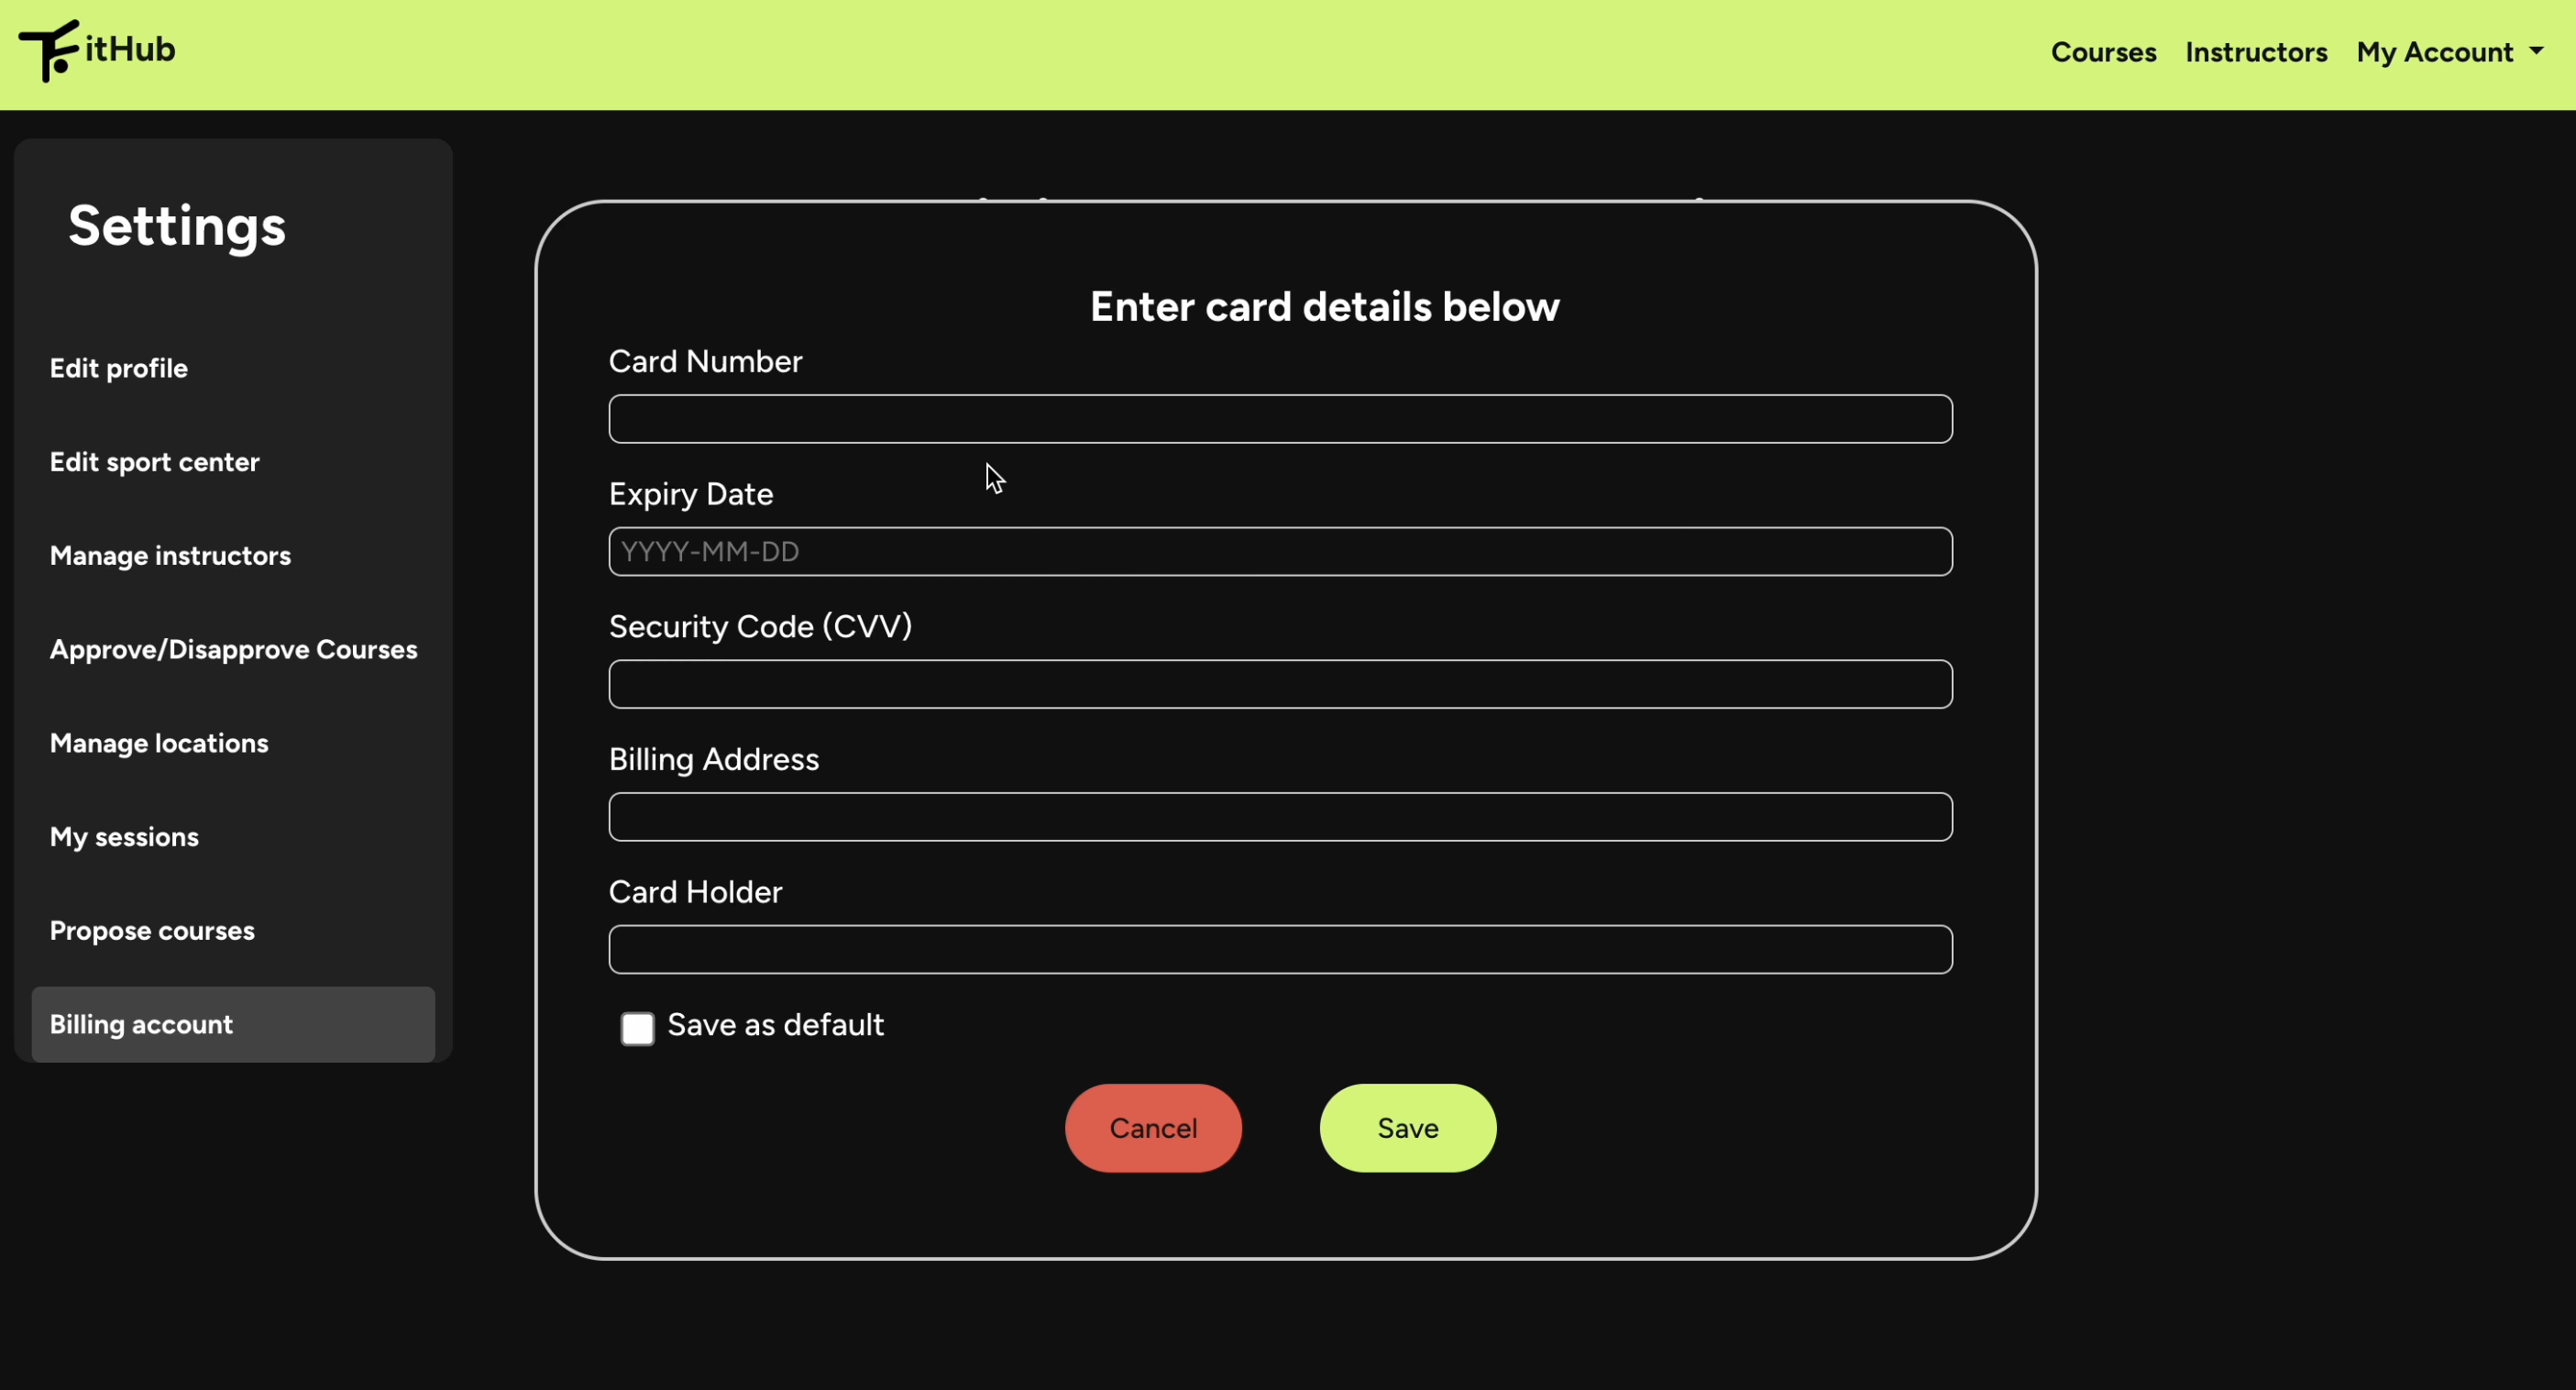 itHub
Courses Instructors My Account
Settings
Edit profile
Edit sport center
Manage instructors
Approve/Disapprove Courses
Manage locations
My sessions
Propose courses
Billing account
Enter card details below
Card Number
Expiry Date
YYYY-MM-DD
Security Code (CVV)
Billing Address
Card Holder
Save as default
Cancel
Save